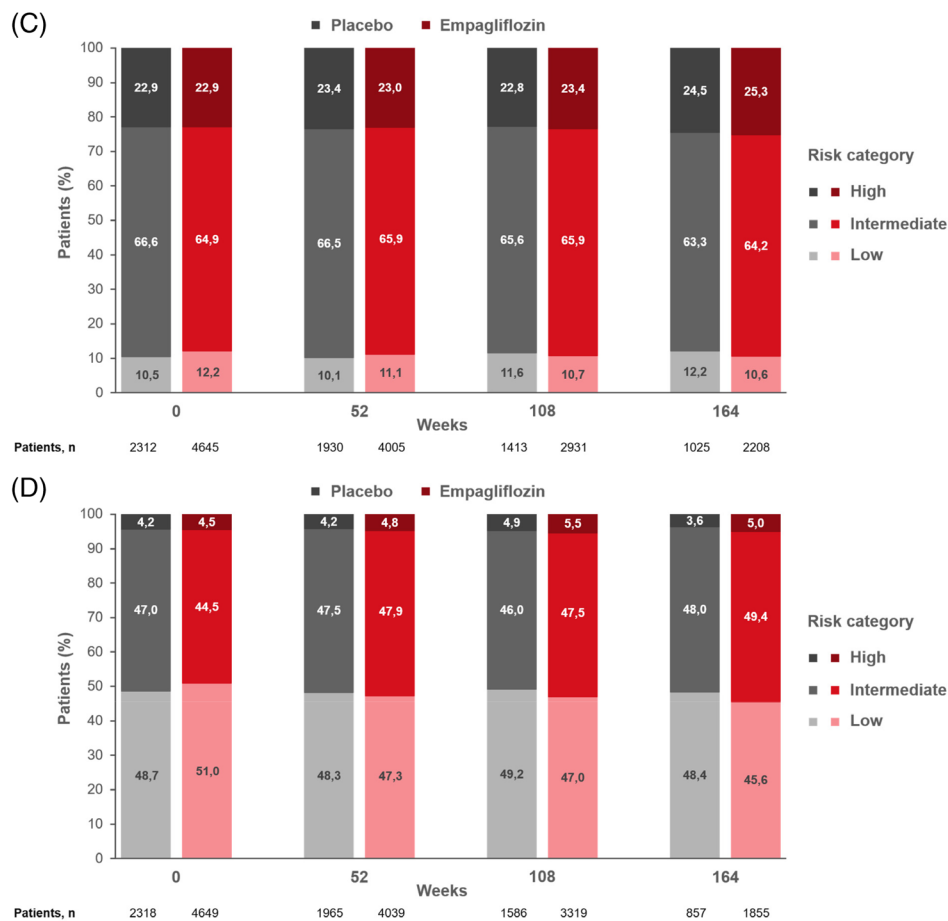 (C)
Placebo Empagliflozin
100
90
80
70
60
50
40
30
20
10
0
Patients (%)
22,9 22,9 23,4 23,0 22,8 23,4 24,5 25,3
66,6 64,9 66,5 65,9 65,6 65,9 63,3 64,2
10,5 12,2 10,1 11,1 11,6 10,7 12,2 10,6
0 52 108 164
Weeks
Patients, n 2312 4645 1930 4005 1413 2931 1025 2208
Risk category
High
Intermediate
Low
(D)
Placebo Empagliflozin
100
90
80
70
60
50
40
30
20
10
0
Patients (%)
4,2 4,5 4,2 4,8 4,9 5,5 3,6 5,0
47,0 44,5 47,5 47,9 46,0 47,5 48,0 49,4
48,7 51,0 48,3 47,3 49,2 47,0 48,4 45,6
0 52 108 164
Weeks
Patients, n 2318 4649 1965 4039 1586 3319 857 1855
Risk category
High
Intermediate
Low